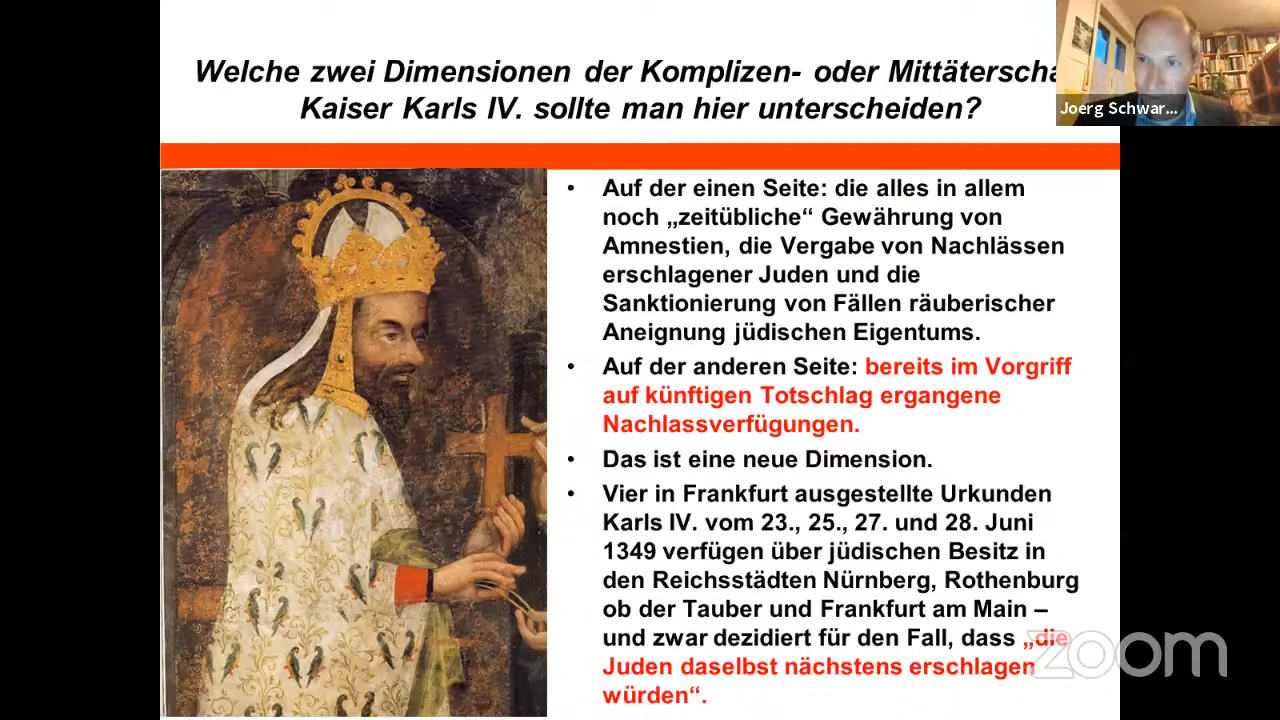 Welche zwei Dimensionen der Komplizen- oder Mittäterscha
Kaiser Karls IV. sollte man hier unterscheiden?
Joerg Schwar...
• Auf der einen Seite: die alles in allem
noch „zeitübliche“ Gewährung von
Amnestien, die Vergabe von Nachlässen
erschlagener Juden und die
Sanktionierung von Fällen räuberischer
Aneignung jüdischen Eigentums.
• Auf der anderen Seite: bereits im Vorgriff
auf künftigen Totschlag ergangene
Nachlassverfügungen.
• Das ist eine neue Dimension.
• Vier in Frankfurt ausgestellte Urkunden
Karls IV. vom 23., 25., 27. und 28. Juni
1349 verfügen über jüdischen Besitz in
den Reichsstädten Nürnberg, Rothenburg
ob der Tauber und Frankfurt am Main –
und zwar dezidiert für den Fall, dass „die
Juden daselbst nächstens erschlagen
würden“.
zoom